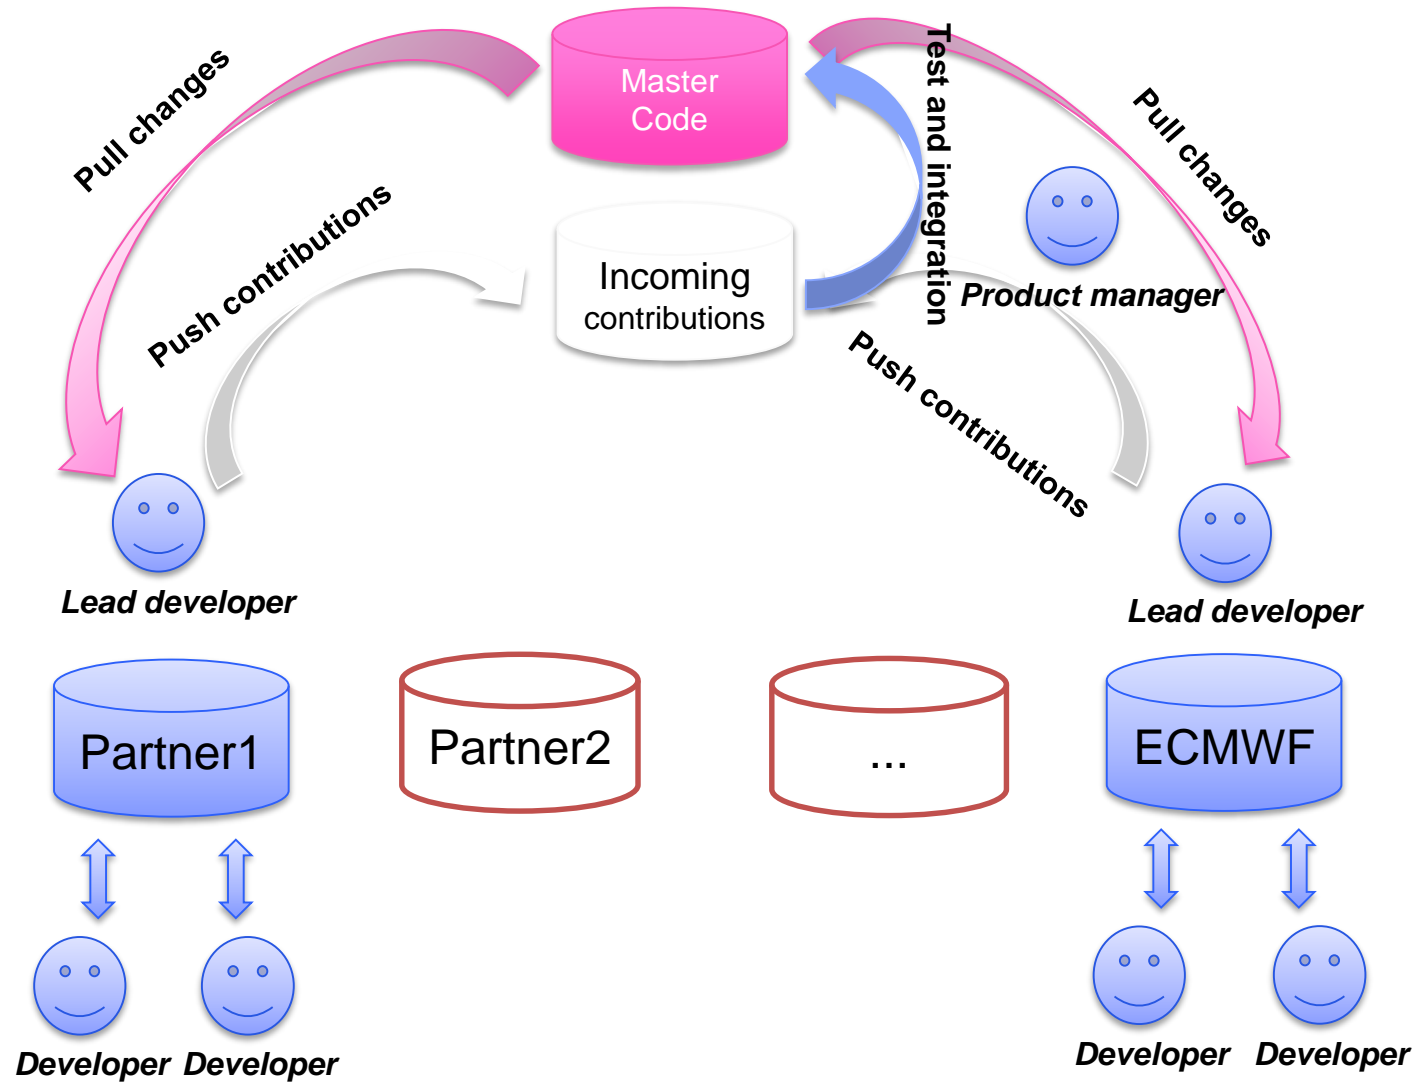 Master
Code
Pull changes
Test and integration
Pull changes
Push contributions
Incoming
contributions
Product manager
Push contributions
Lead developer
Lead developer
Partner1
Partner2
...
ECMWF
Developer
Developer
Developer
Developer